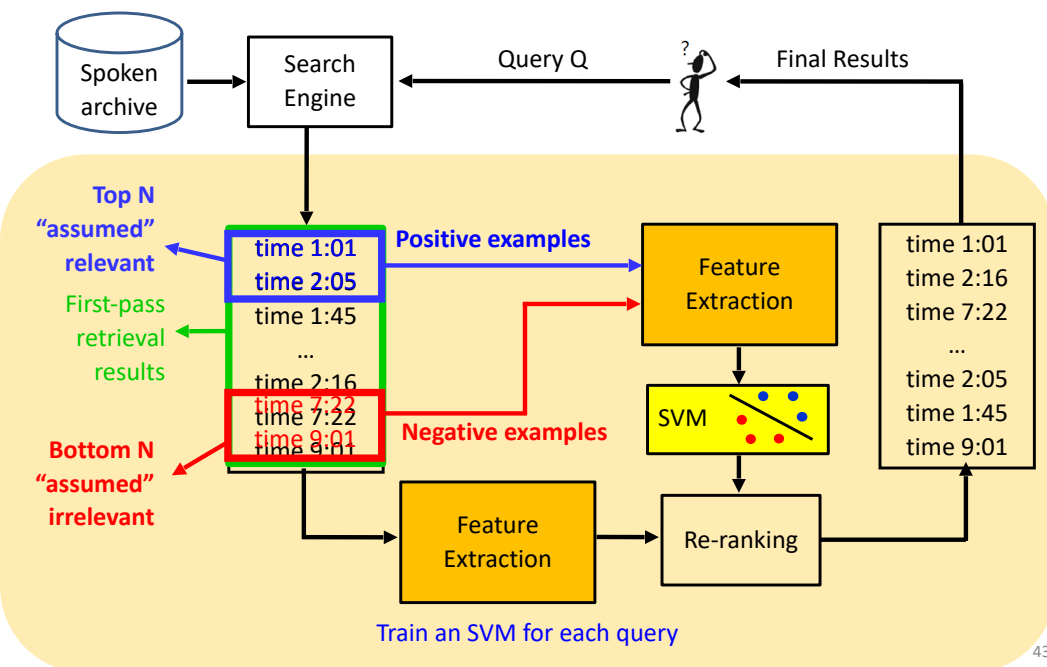 Spoken
archive
Search
Engine
Query Q
?
Final Results
Top N
“assumed”
relevant
First-pass
retrieval
results
Bottom N
“assumed”
irrelevant
time 1:01
time 2:05
time 1:45
...
time 2:16
time 7:22
time 7:22
time 9:01
time 9:01
Positive examples
Negative examples
Feature
Extraction
SVM
Feature
Extraction
Re-ranking
time 1:01
time 2:16
time 7:22
...
time 2:05
time 1:45
time 9:01
Train an SVM for each query
43